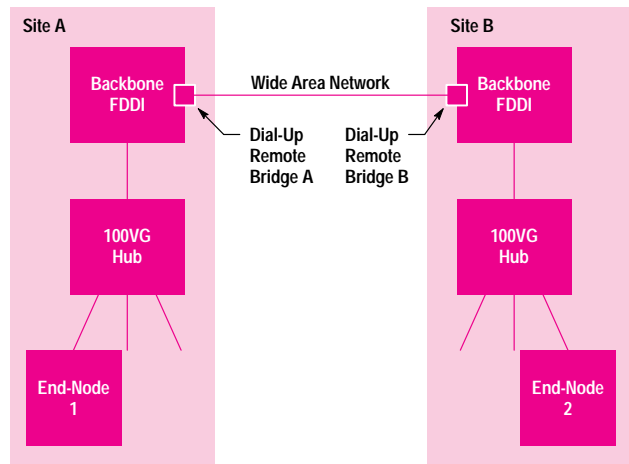 Site A
Site B
Backbone
FDDI
Wide Area Network
Backbone
FDDI
Dial-Up
Remote
Bridge A
Dial-Up
Remote
Bridge B
100VG
Hub
100VG
Hub
End-Node
1
End-Node
2